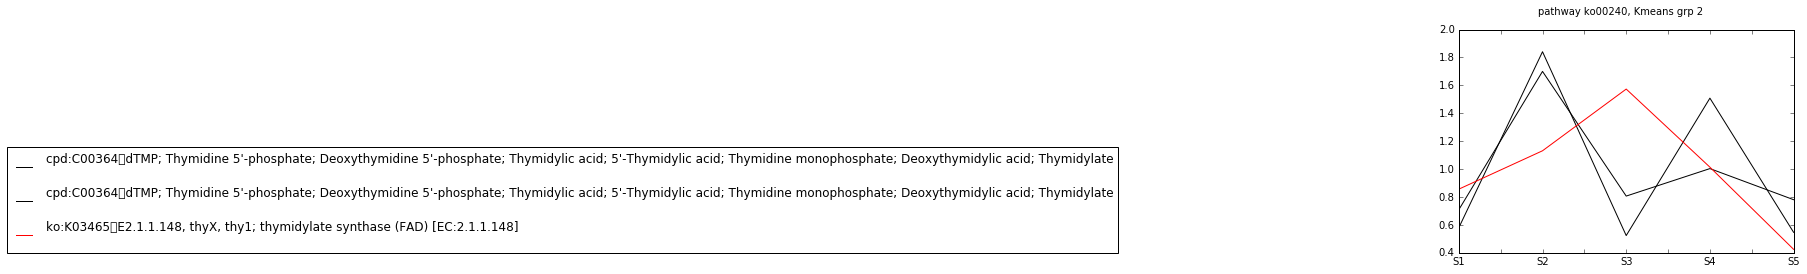 pathway ko00240, Kmeans grp 2
2.0
1.8
1.6
1.4
1.2
1.0
0.8
0.6
0.4
S1 S2 S3 S4 S5
cpd:C00364▯dTMP; Thymidine 5'-phosphate; Deoxythymidine 5'-phosphate; Thymidylic acid; 5'-Thymidylic acid; Thymidine monophosphate; Deoxythymidylic acid; Thymidylate
cpd:C00364▯dTMP; Thymidine 5'-phosphate; Deoxythymidine 5'-phosphate; Thymidylic acid; 5'-Thymidylic acid; Thymidine monophosphate; Deoxythymidylic acid; Thymidylate
ko:K03465▯E2.1.1.148, thyX, thy1; thymidylate synthase (FAD) [EC:2.1.1.148]